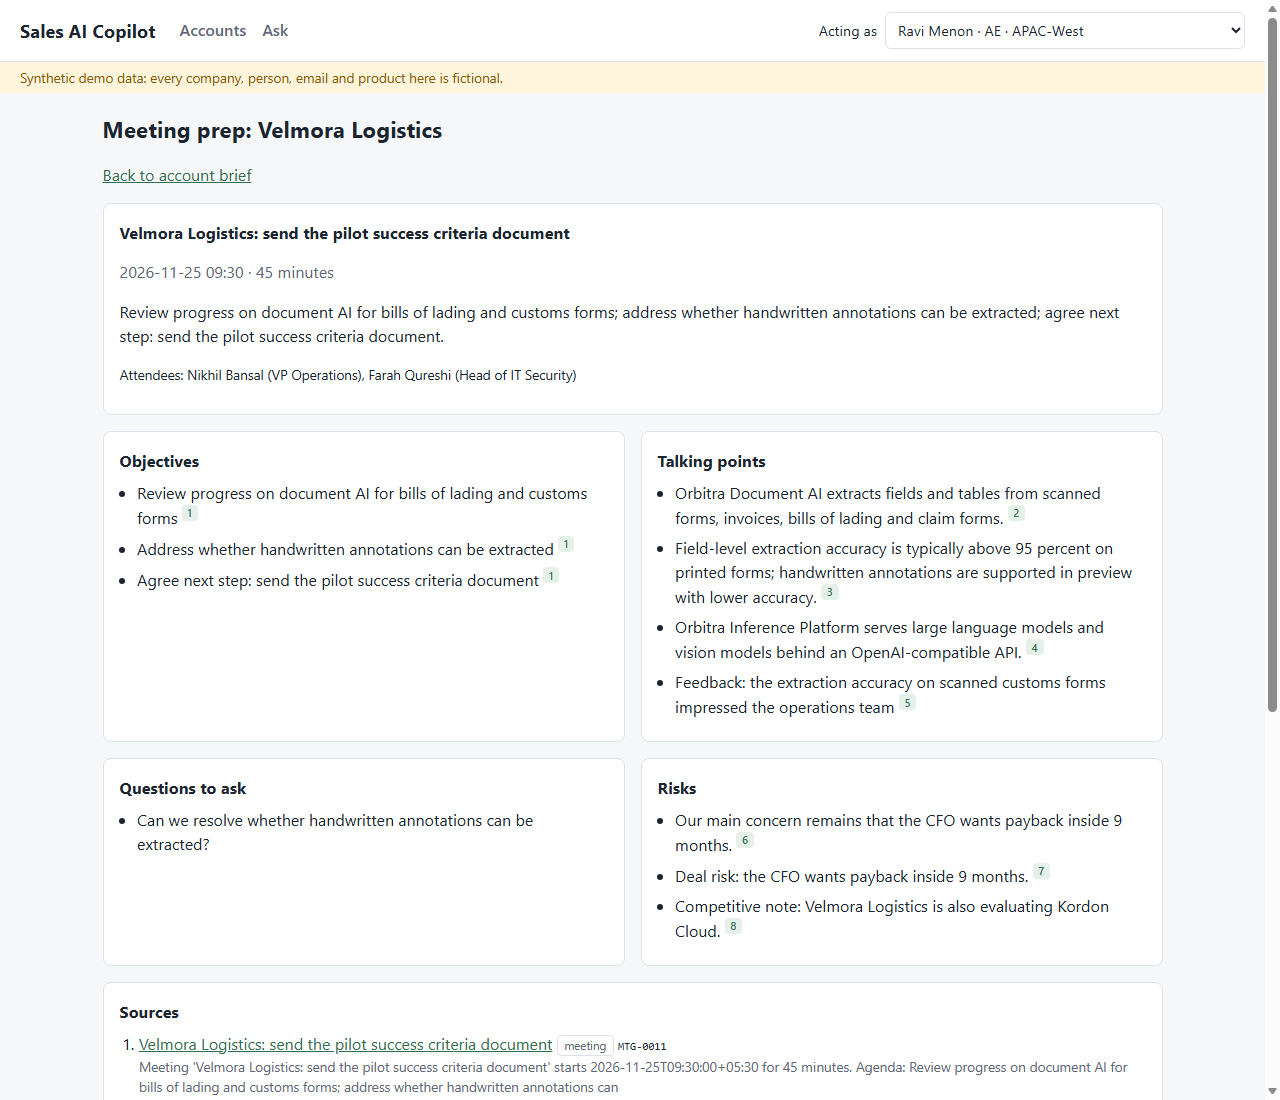 Sales AI Copilot
Accounts
Ask
Acting as
Ravi Menon · AE · APAC-West
Synthetic demo data: every company, person, email and product here is fictional.
Meeting prep: Velmora Logistics
Back to account brief
Velmora Logistics: send the pilot success criteria document
2026-11-25 09:30 · 45 minutes
Review progress on document AI for bills of lading and customs forms; address whether handwritten annotations can be extracted; agree next
step: send the pilot success criteria document.
Attendees: Nikhil Bansal (VP Operations), Farah Qureshi (Head of IT Security)
Objectives
Review progress on document AI for bills of lading and customs
forms 1
Address whether handwritten annotations can be extracted 1
Agree next step: send the pilot success criteria document 1
Talking points
Orbitra Document AI extracts fields and tables from scanned
forms, invoices, bills of lading and claim forms. 2
Field-level extraction accuracy is typically above 95 percent on
printed forms; handwritten annotations are supported in preview
with lower accuracy. 3
Orbitra Inference Platform serves large language models and
vision models behind an OpenAI-compatible API. 4
Feedback: the extraction accuracy on scanned customs forms
impressed the operations team 5
Questions to ask
Can we resolve whether handwritten annotations can be
extracted?
Risks
Our main concern remains that the CFO wants payback inside 9
months. 6
Deal risk: the CFO wants payback inside 9 months. 7
Competitive note: Velmora Logistics is also evaluating Kordon
Cloud. 8
Sources
1. Velmora Logistics: send the pilot success criteria document meeting MTG-0011
Meeting 'Velmora Logistics: send the pilot success criteria document' starts 2026-11-25T09:30:00+05:30 for 45 minutes. Agenda: Review progress on document AI for
bills of lading and customs forms; address whether handwritten annotations can